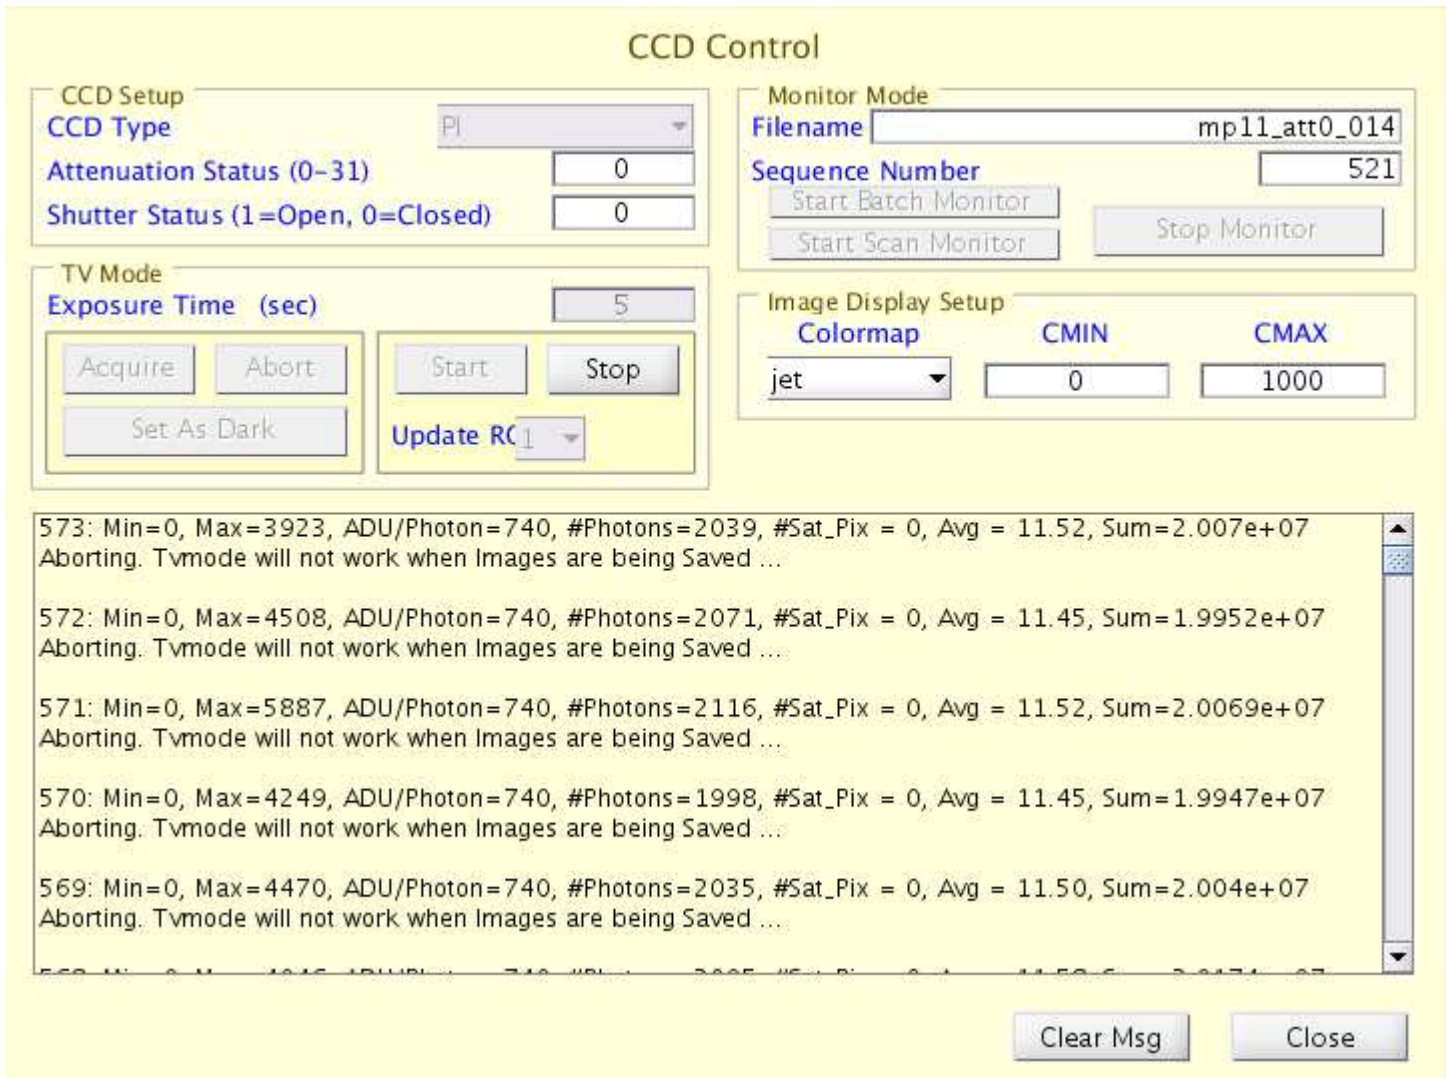 CCD Control
CCD Setup
CCD Type PI
Attenuation Status (0-31) 0
Shutter Status (1=Open, 0=Closed) 0
TV Mode
Exposure Time (sec) 5
Acquire Abort Start Stop
Set As Dark
Update 1
Monitor Mode
Filename mp11_att0_014
Sequence Number 521
Start Batch Monitor
Start Scan Monitor
Stop Monitor
Image Display Setup
Colormap CMIN CMAX
jet 0 1000
573: Min=0, Max=3923, ADU/Photon=740, #Photons=2039, #Sat_Pix = 0, Avg = 11.52, Sum=2.007e+07
Aborting. Tvmode will not work when Images are being Saved ...
572: Min=0, Max=4508, ADU/Photon=740, #Photons=2071, #Sat_Pix = 0, Avg = 11.45, Sum=1.9952e+07
Aborting. Tvmode will not work when Images are being Saved ...
571: Min=0, Max=5887, ADU/Photon=740, #Photons=2116, #Sat_Pix = 0, Avg = 11.52, Sum=2.0069e+07
Aborting. Tvmode will not work when Images are being Saved ...
570: Min=0, Max=4249, ADU/Photon=740, #Photons=1998, #Sat_Pix = 0, Avg = 11.45, Sum=1.9947e+07
Aborting. Tvmode will not work when Images are being Saved ...
569: Min=0, Max=4470, ADU/Photon=740, #Photons=2035, #Sat_Pix = 0, Avg = 11.50, Sum=2.004e+07
Aborting. Tvmode will not work when Images are being Saved ...
Clear Msg Close